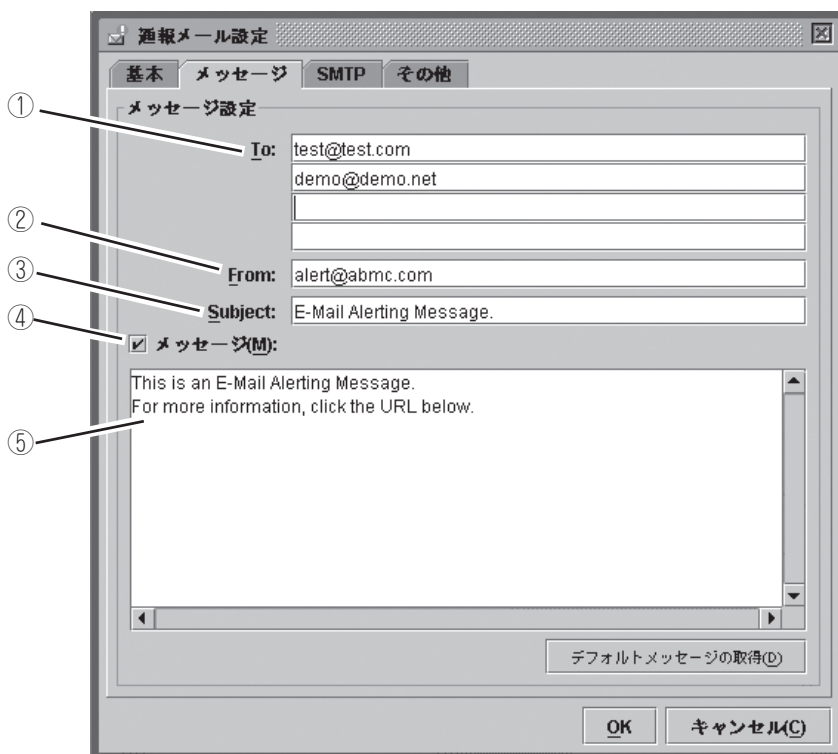 通報メール設定
基本 メッセージ SMTP その他
メッセージ設定
① To: test@test.com
demo@demo.net
② From: alert@abmc.com
③ Subject: E-Mail Alerting Message.
④ メッセージ(M):
This is an E-Mail Alerting Message.
For more information, click the URL below.
⑤
デフォルトメッセージの取得(D)
OK キャンセル(C)